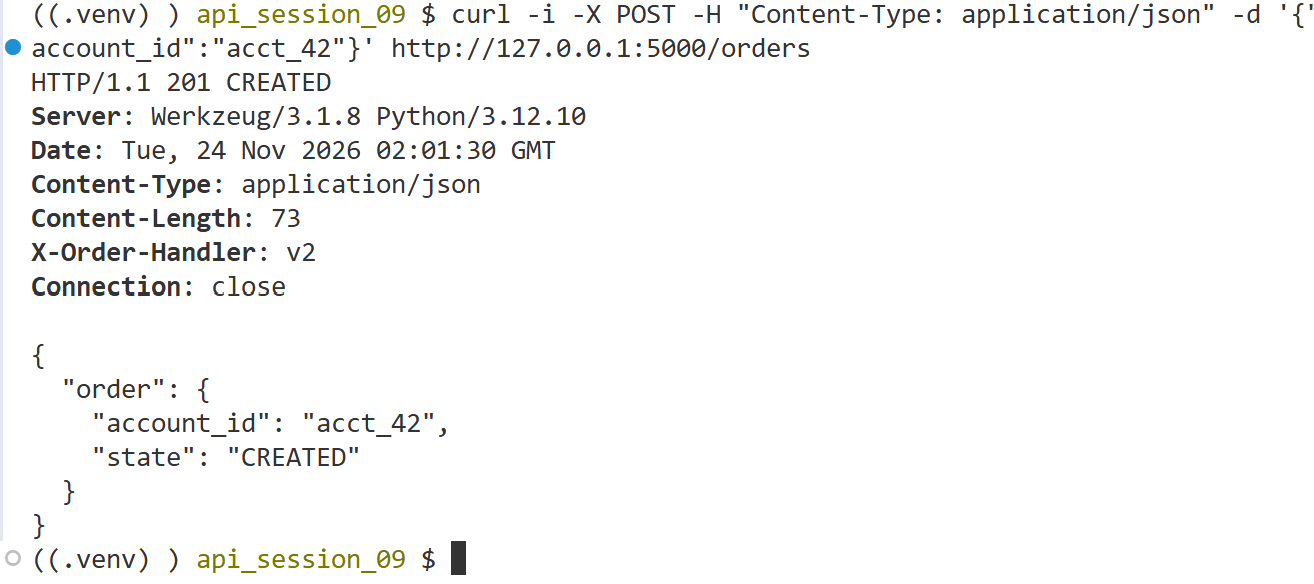 ((.venv) ) api_session_09 $ curl -i -X POST -H "Content-Type: application/json" -d '{'
account_id":"acct_42"}' http://127.0.0.1:5000/orders
HTTP/1.1 201 CREATED
Server: Werkzeug/3.1.8 Python/3.12.10
Date: Tue, 24 Nov 2026 02:01:30 GMT
Content-Type: application/json
Content-Length: 73
X-Order-Handler: v2
Connection: close

{
  "order": {
    "account_id": "acct_42",
    "state": "CREATED"
  }
}
((.venv) ) api_session_09 $